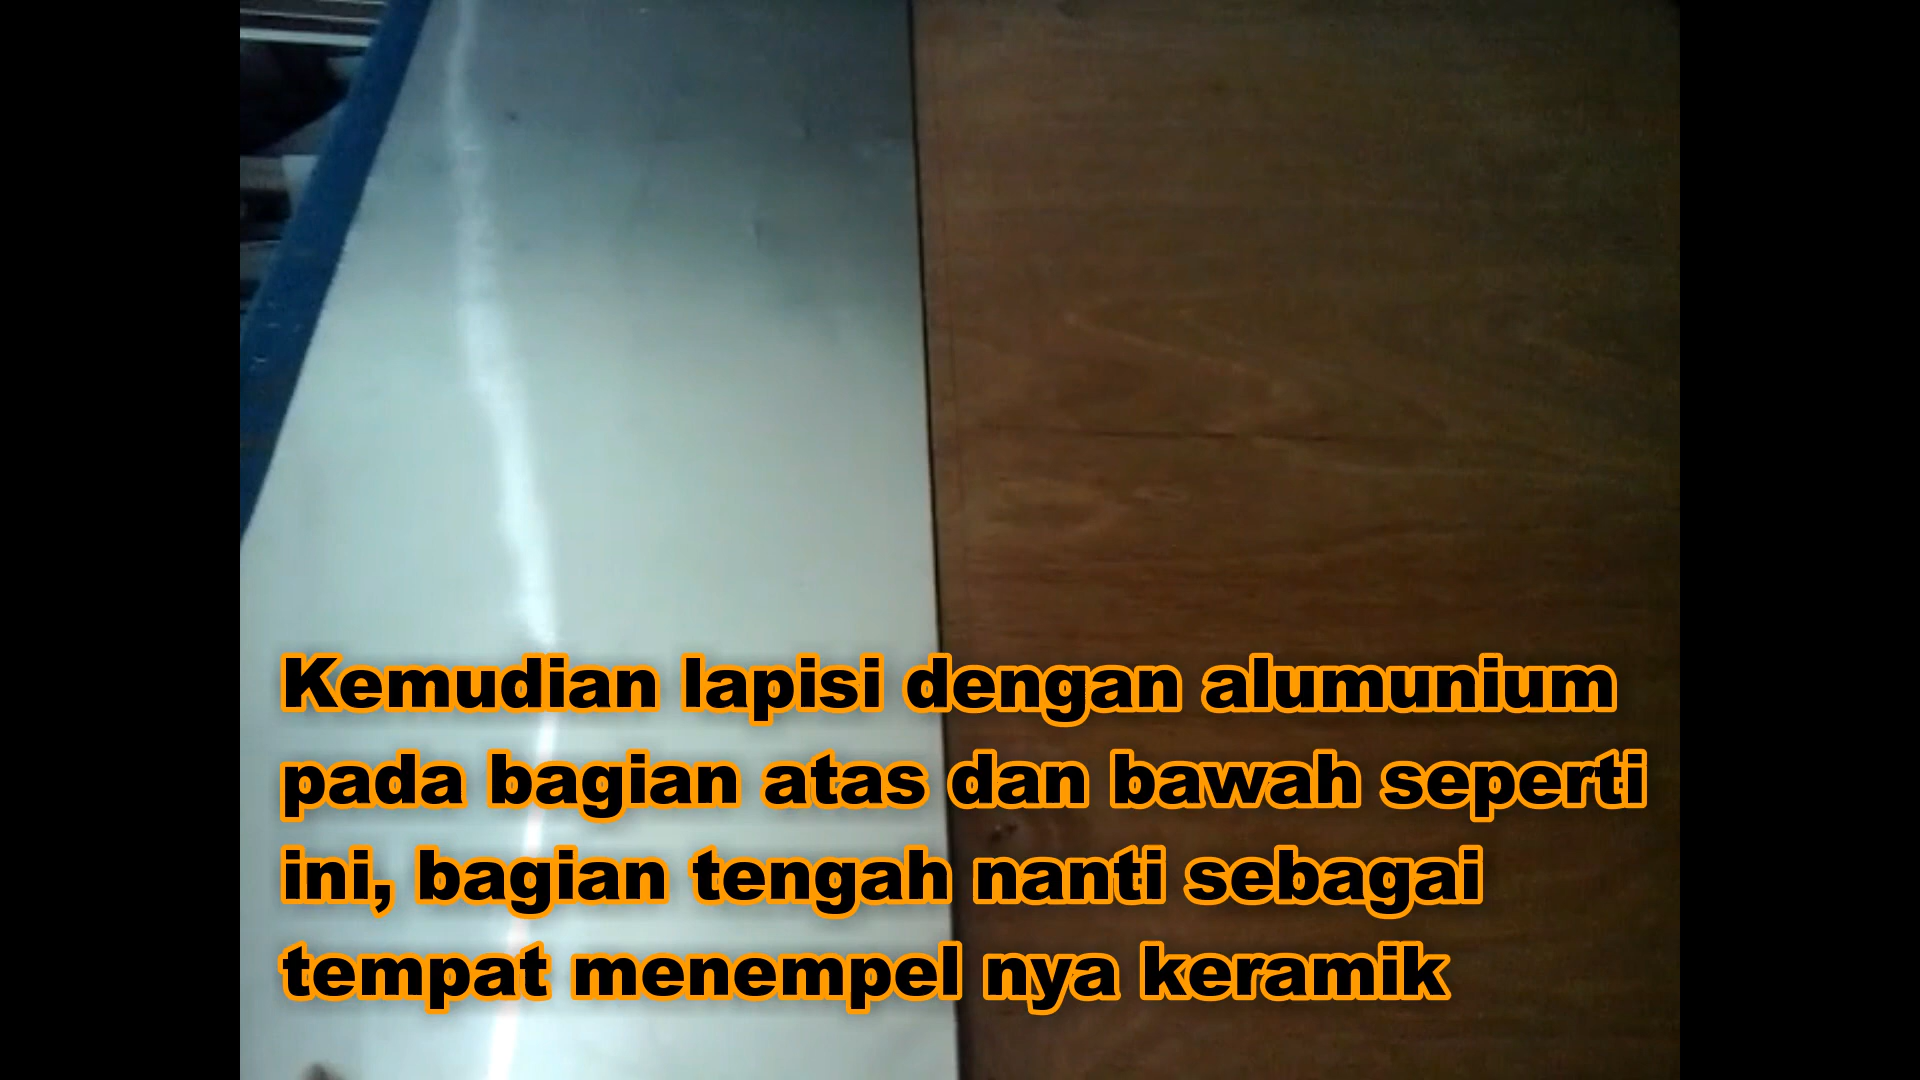 Kemudian lapisi dengan alumunium
pada bagian atas dan bawah seperti
ini, bagian tengah nanti sebagai
tempat menempel nya keramik